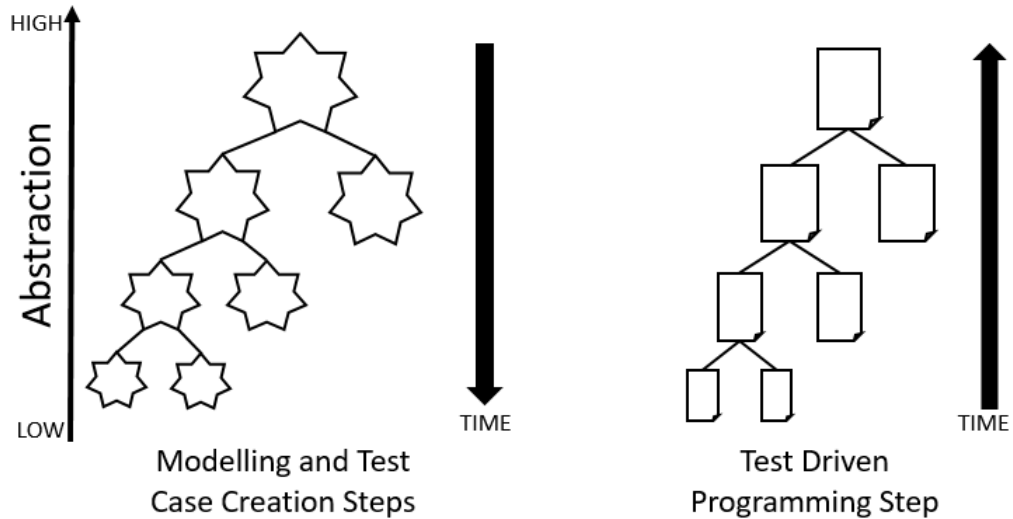 HIGH
Abstraction
LOW
TIME
TIME
Modelling and Test
Case Creation Steps
Test Driven
Programming Step